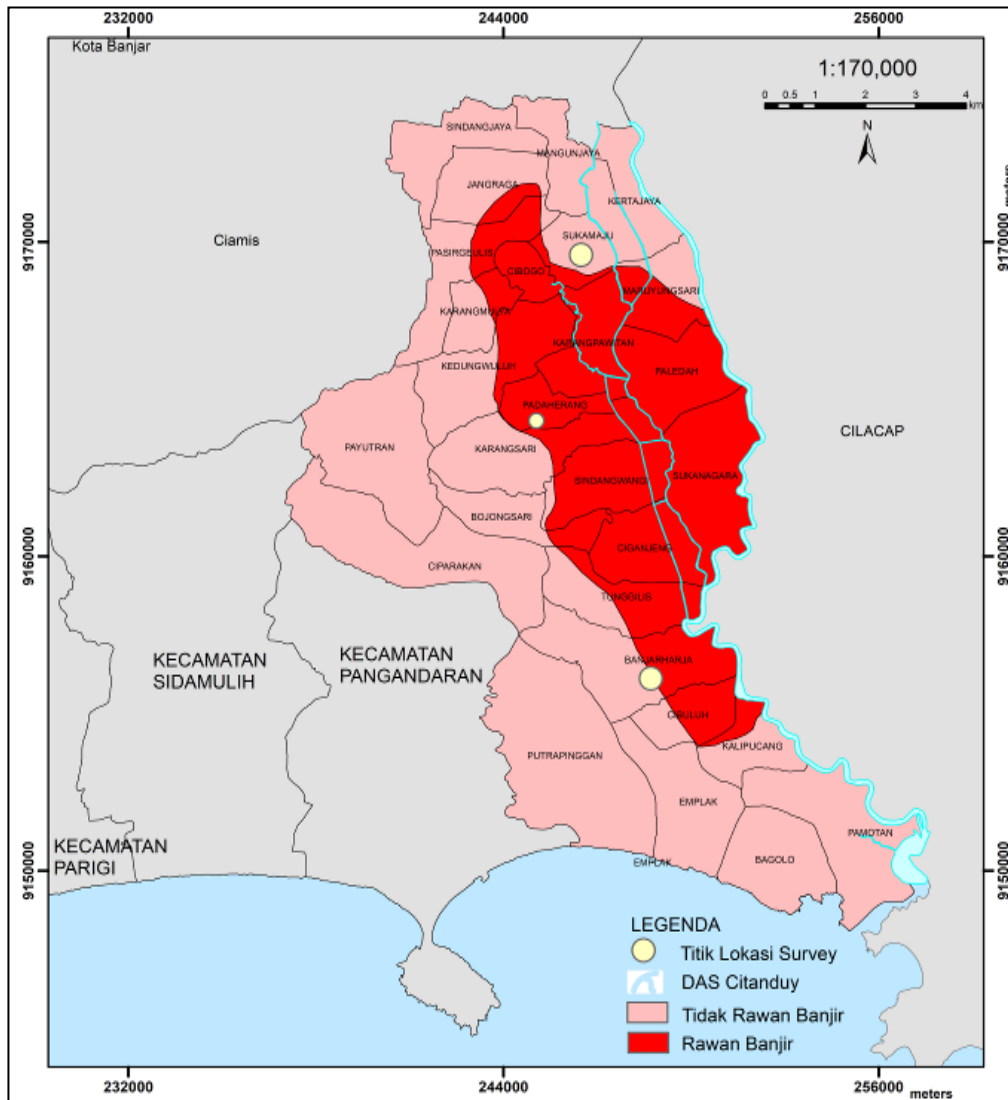 232000
244000
256000
Kota Banjar
1:170,000
0 0.5 1 2 3 4
km
N
SINDANGJAYA
MANGUNJAYA
JANGRAGA
KERTAJAYA
meters
9170000
Ciamis
SUKAMAJU
9170000
PASIRGEULIS
CIBOGO
MARUYUNGSARI
KARANGMULYA
KARANGPAWITAN
KEDUNGWULUH
PALEDAH
PADAHERANG
CILACAP
PAYUTRAN
KARANGSARI
SINDANGWANGI
SUKANAGARA
BOJONGSARI
9160000
CIGANJENG
9160000
CIPARAKAN
TUNGGILIS
KECAMATAN
SIDAMULIH
KECAMATAN
PANGANDARAN
BANJARHARJA
CIBULUH
KALIPUCANG
PUTRAPINGGAN
EMPLAK
KECAMATAN
PARIGI
PAMOTAN
9150000
EMPLAK
BAGOLO
9150000
LEGENDA
Titik Lokasi Survey
DAS Citanduy
Tidak Rawan Banjir
Rawan Banjir
232000
244000
256000
meters